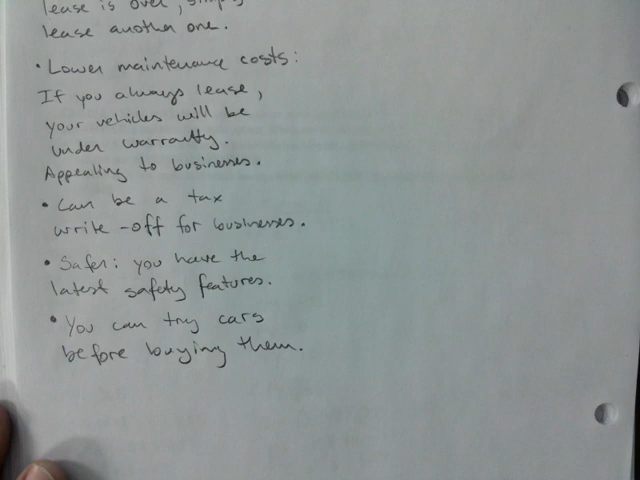 lease is over, simply
lease another one.
• Lower maintenance costs:
If you always lease,
your vehicles will be
under warranty.
Appealing to businesses.
• Can be a tax
write-off for businesses.
• Safer: you have the
latest safety features.
• You can try cars
before buying them.